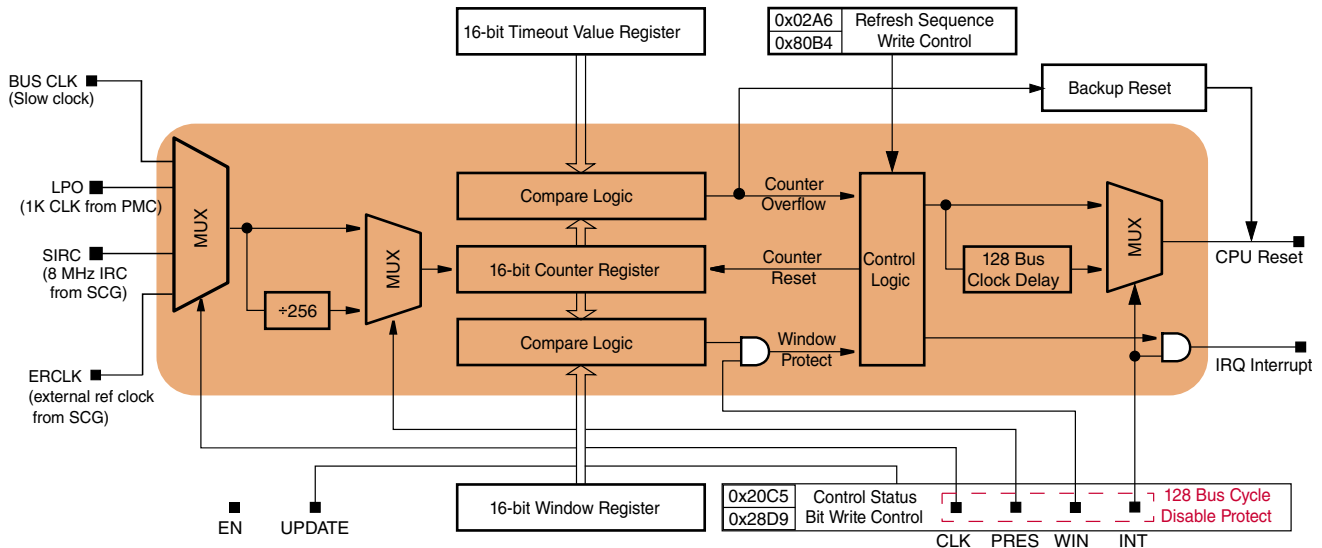 16-bit Timeout Value Register
0x02A6
0x80B4
Refresh Sequence
Write Control
Backup Reset
BUS CLK
(Slow clock)
LPO
(1K CLK from PMC)
SIRC
(8 MHz IRC
from SCG)
ERCLK
(external ref clock
from SCG)
MUX
÷256
MUX
Compare Logic
16-bit Counter Register
Compare Logic
Counter
Overflow
Counter
Reset
Window
Protect
Control
Logic
128 Bus
Clock Delay
MUX
CPU Reset
IRQ Interrupt
EN
UPDATE
16-bit Window Register
0x20C5
0x28D9
Control Status
Bit Write Control
128 Bus Cycle
Disable Protect
CLK
PRES
WIN
INT